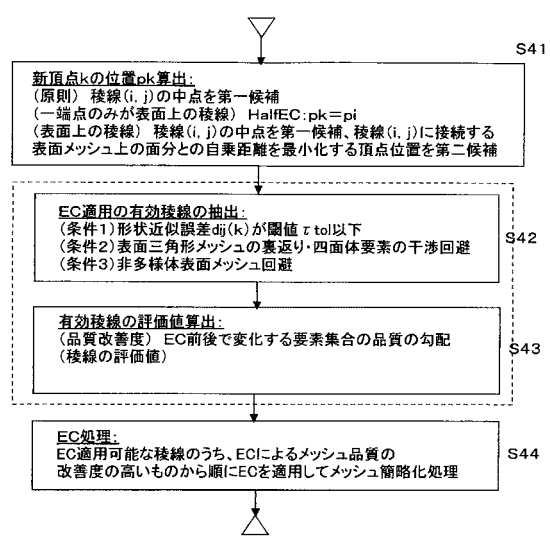 S41
新頂点kの位置pk算出:
(原則) 稜線(i, j)の中点を第一候補
(一端点のみが表面上の稜線) HalfEC:pk=pi
(表面上の稜線) 稜線(i, j)の中点を第一候補、稜線(i, j)に接続する
表面メッシュ上の面分との自乗距離を最小化する頂点位置を第二候補
EC適用の有効稜線の抽出:
(条件1)形状近似誤差dij(k)が閾値τtol以下
(条件2)表面三角形メッシュの裏返り・四面体要素の干渉回避
(条件3)非多様体表面メッシュ回避
S42
有効稜線の評価値算出:
(品質改善度) EC前後で変化する要素集合の品質の勾配
(稜線の評価値)
S43
EC処理:
EC適用可能な稜線のうち、ECによるメッシュ品質の
改善度の高いものから順にECを適用してメッシュ簡略化処理
S44